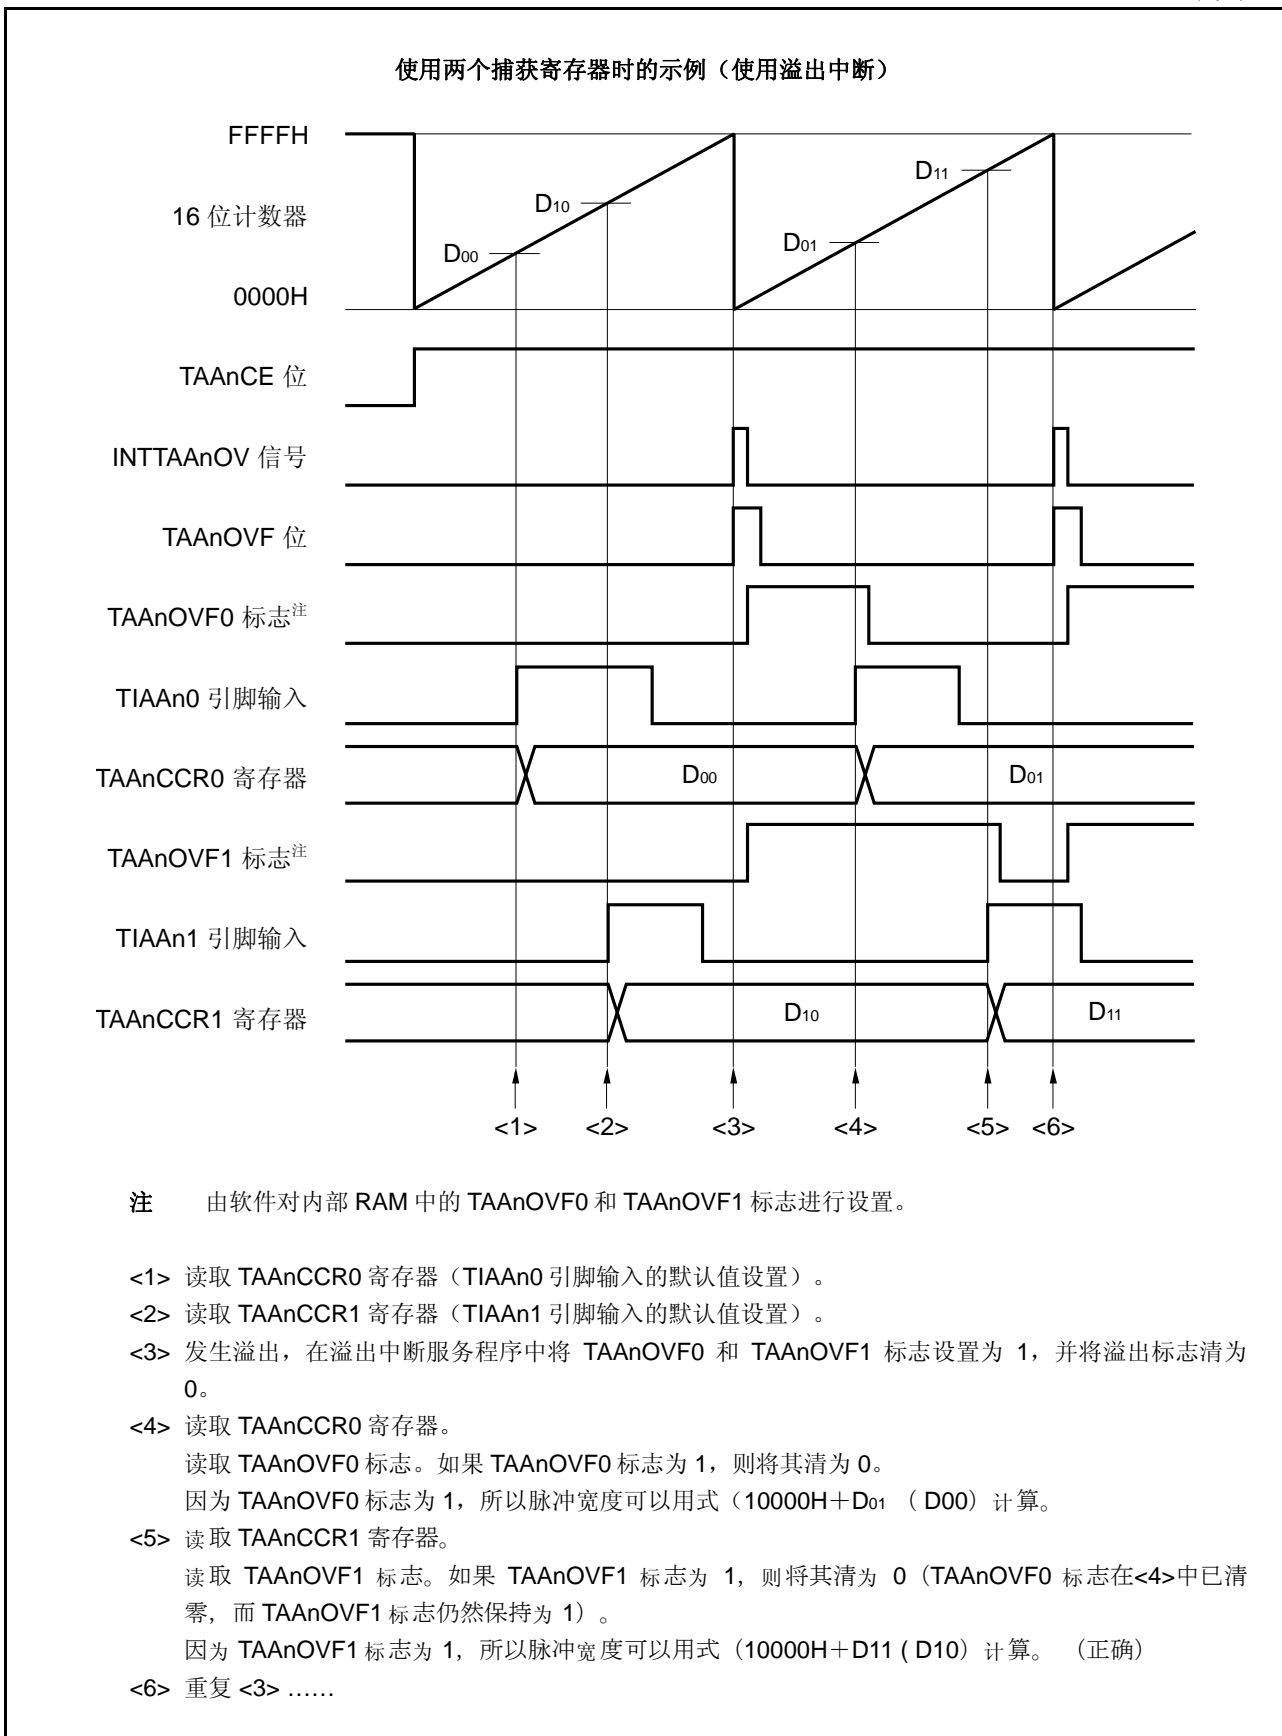 使用两个捕获寄存器时的示例（使用溢出中断）
FFFFH
16 位计数器
0000H
D00
D10
D01
D11
TAAnCE 位
INTTAAnOV 信号
TAAnOVF 位
TAAnOVF0 标志注
TIAAn0 引脚输入
TAAnCCR0 寄存器
D00
D01
TAAnOVF1 标志注
TIAAn1 引脚输入
TAAnCCR1 寄存器
D10
D11
<1> <2> <3> <4> <5> <6>
注 由软件对内部 RAM 中的 TAAnOVF0 和 TAAnOVF1 标志进行设置。
<1> 读取 TAAnCCR0 寄存器（TIAAn0 引脚输入的默认值设置）。
<2> 读取 TAAnCCR1 寄存器（TIAAn1 引脚输入的默认值设置）。
<3> 发生溢出，在溢出中断服务程序中将 TAAnOVF0 和 TAAnOVF1 标志设置为 1，并将溢出标志清为
0。
<4> 读取 TAAnCCR0 寄存器。
读取 TAAnOVF0 标志。如果 TAAnOVF0 标志为 1，则将其清为 0。
因为 TAAnOVF0 标志为 1，所以脉冲宽度可以用式（10000H＋D01 （ D00）计算。
<5> 读取 TAAnCCR1 寄存器。
读取 TAAnOVF1 标志。如果 TAAnOVF1 标志为 1，则将其清为 0（TAAnOVF0 标志在<4>中已清
零，而 TAAnOVF1 标志仍然保持为 1）。
因为 TAAnOVF1 标志为 1，所以脉冲宽度可以用式（10000H＋D11 ( D10）计算。 （正确）
<6> 重复 <3> ……